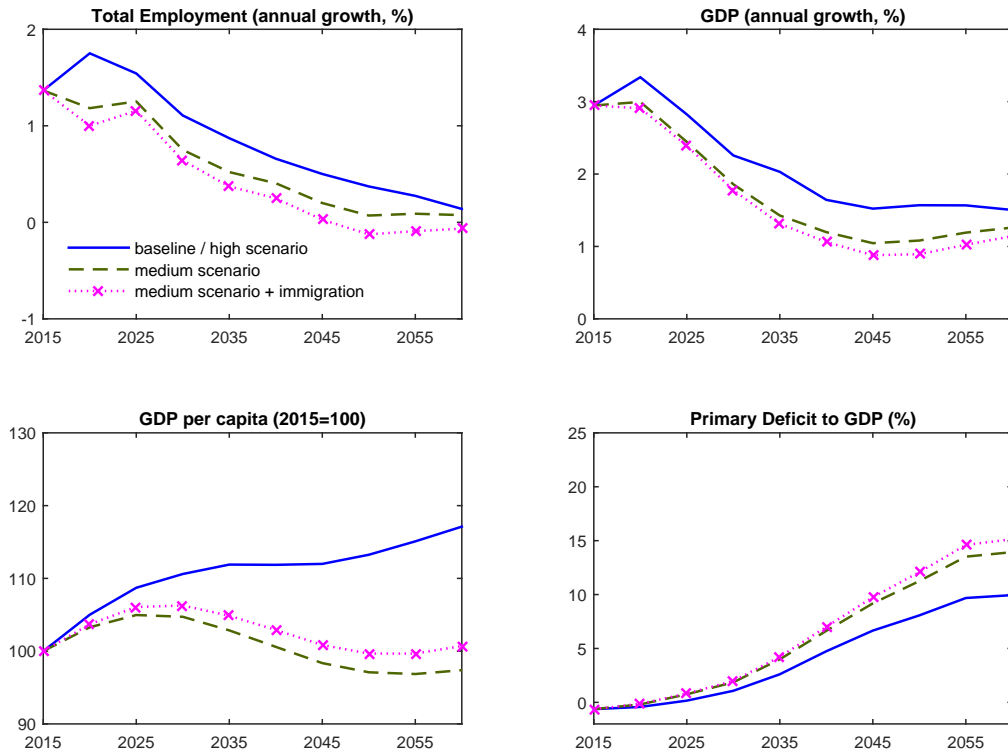 Total Employment (annual growth, %)
2
1
0
-1
baseline / high scenario
medium scenario
medium scenario + immigration
2015 2025 2035 2045 2055
GDP (annual growth, %)
4
3
2
1
0
2015 2025 2035 2045 2055
GDP per capita (2015=100)
130
120
110
100
90
2015 2025 2035 2045 2055
Primary Deficit to GDP (%)
25
20
15
10
5
0
2015 2025 2035 2045 2055